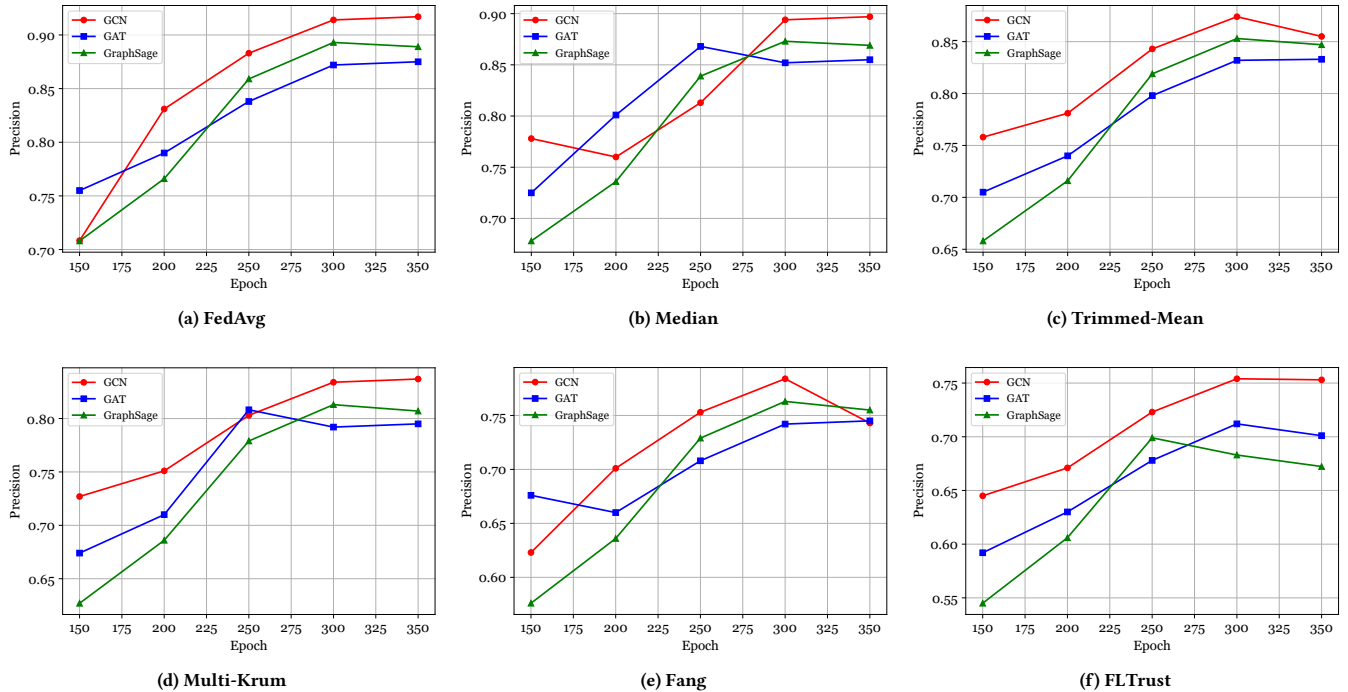 GCN
GAT
GraphSage
0.90
0.85
0.80
0.75
0.70
Precision
150 175 200 225 250 275 300 325 350
Epoch
(a) FedAvg
GCN
GAT
GraphSage
0.90
0.85
0.80
0.75
0.70
Precision
150 175 200 225 250 275 300 325 350
Epoch
(b) Median
GCN
GAT
GraphSage
0.85
0.80
0.75
0.70
0.65
Precision
150 175 200 225 250 275 300 325 350
Epoch
(c) Trimmed-Mean
GCN
GAT
GraphSage
0.80
0.75
0.70
0.65
Precision
150 175 200 225 250 275 300 325 350
Epoch
(d) Multi-Krum
GCN
GAT
GraphSage
0.75
0.70
0.65
0.60
Precision
150 175 200 225 250 275 300 325 350
Epoch
(e) Fang
GCN
GAT
GraphSage
0.75
0.70
0.65
0.60
0.55
Precision
150 175 200 225 250 275 300 325 350
Epoch
(f) FLTrust